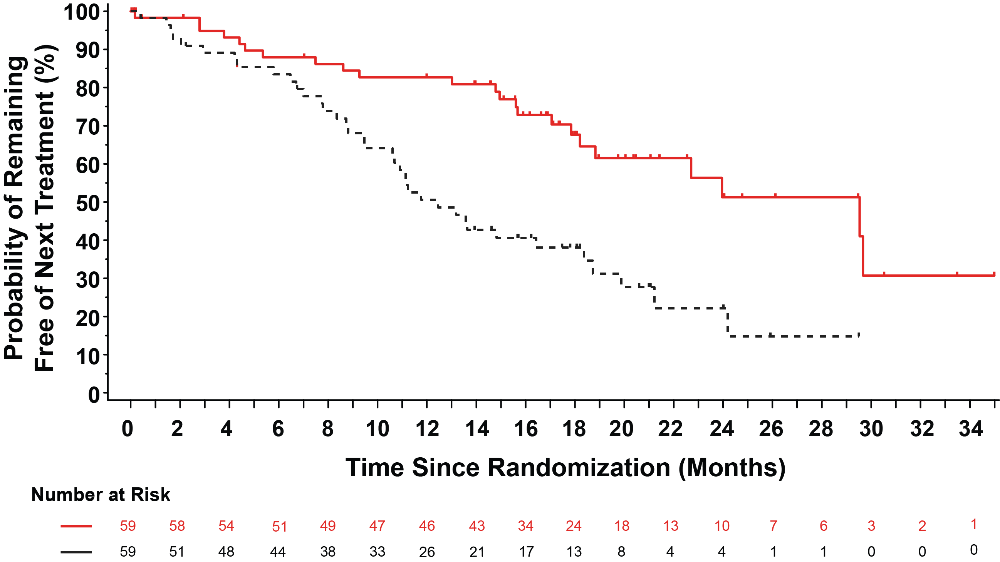 Probability of Remaining
Free of Next Treatment (%)
100
90
80
70
60
50
40
30
20
10
0
0 2 4 6 8 10 12 14 16 18 20 22 24 26 28 30 32 34
Time Since Randomization (Months)
Number at Risk
59 58 54 51 49 47 46 43 34 24 18 13 10 7 6 3 2 1
59 51 48 44 38 33 26 21 17 13 8 4 4 1 1 0 0 0